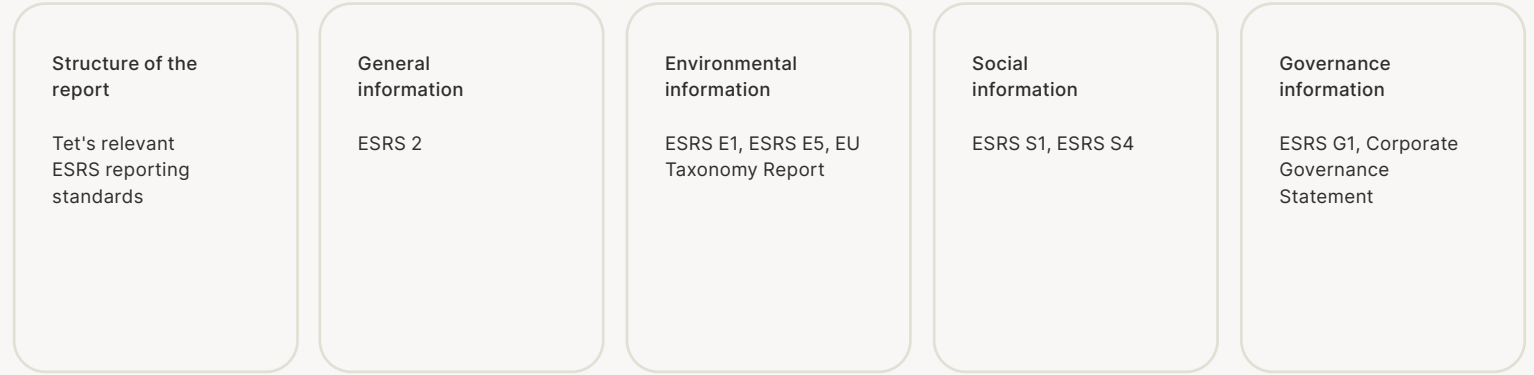 Structure of the
report
Tet's relevant
ESRS reporting
standards
General
information
ESRS 2
Environmental
information
ESRS E1, ESRS E5, EU
Taxonomy Report
Social
information
ESRS S1, ESRS S4
Governance
information
ESRS G1, Corporate
Governance
Statement